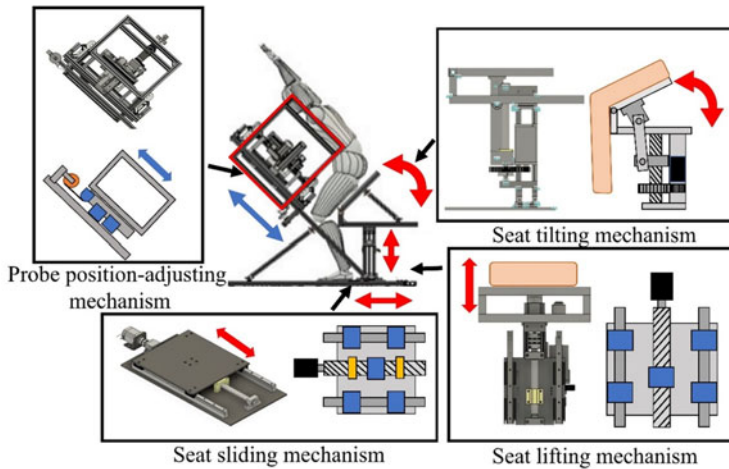 Seat tilting mechanism
Probe position-adjusting
mechanism
Seat sliding mechanism
Seat lifting mechanism